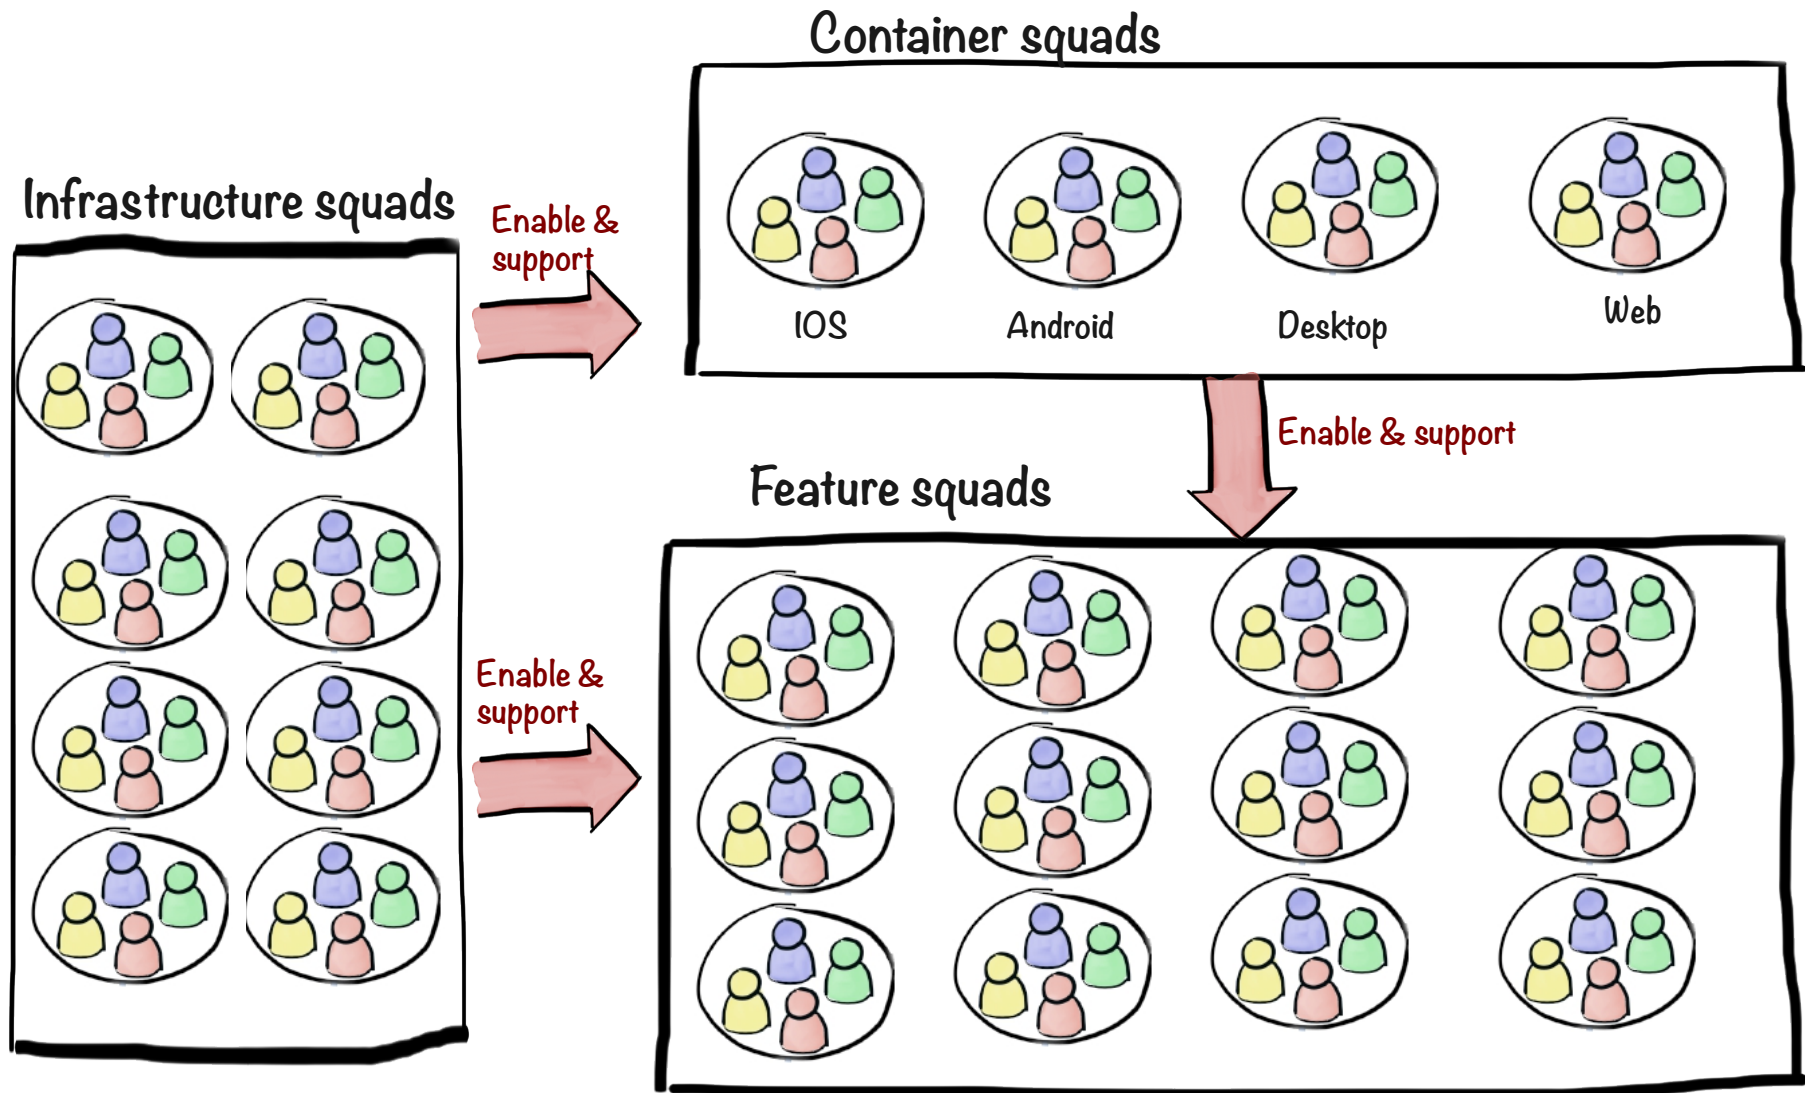 Container squads
Infrastructure squads
Enable &
support
IOS
Android
Desktop
Web
Enable & support
Feature squads
Enable &
support